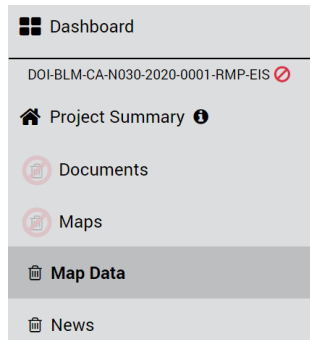 Dashboard
DOI-BLM-CA-N030-2020-0001-RMP-EIS
Project Summary
Documents
Maps
Map Data
News